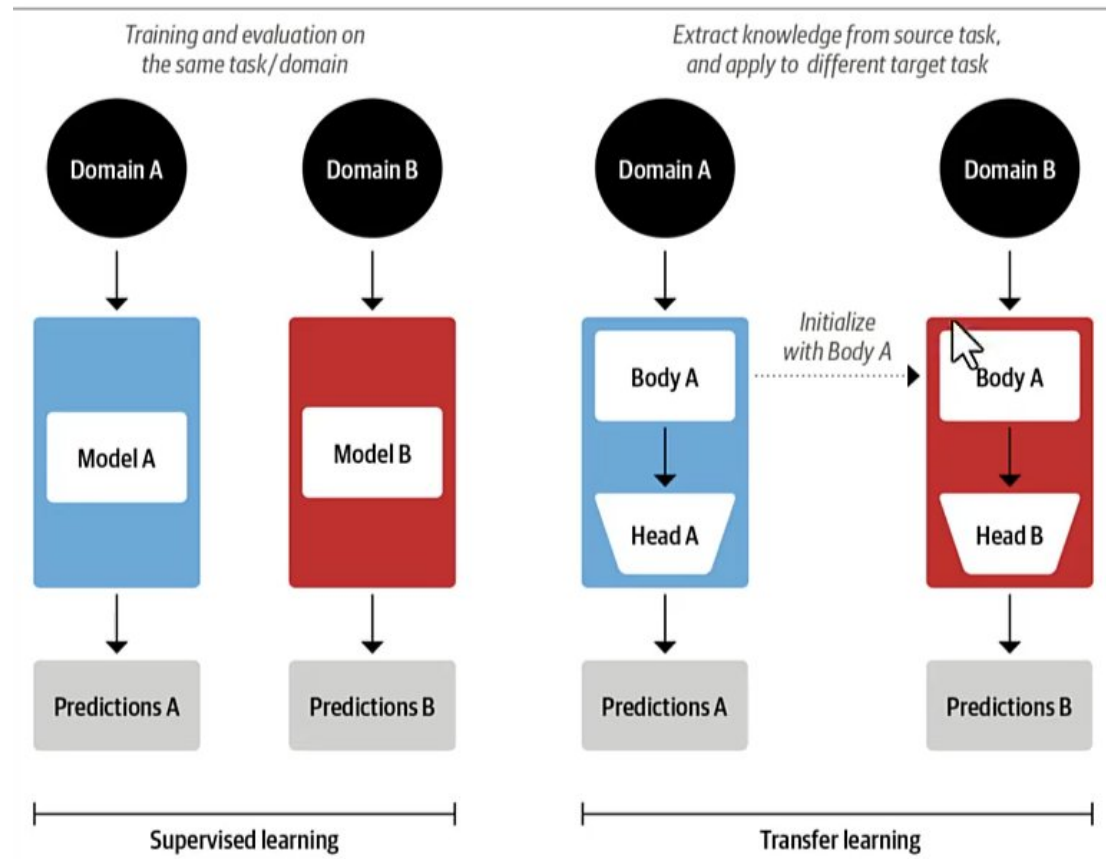 Training and evaluation on
the same task/domain
Extract knowledge from source task,
and apply to different target task
Domain A
Domain B
Domain A
Domain B
Initialize
with Body A
Body A
Body A
Model A
Model B
Head A
Head B
Predictions A
Predictions B
Predictions A
Predictions B
Supervised learning
Transfer learning